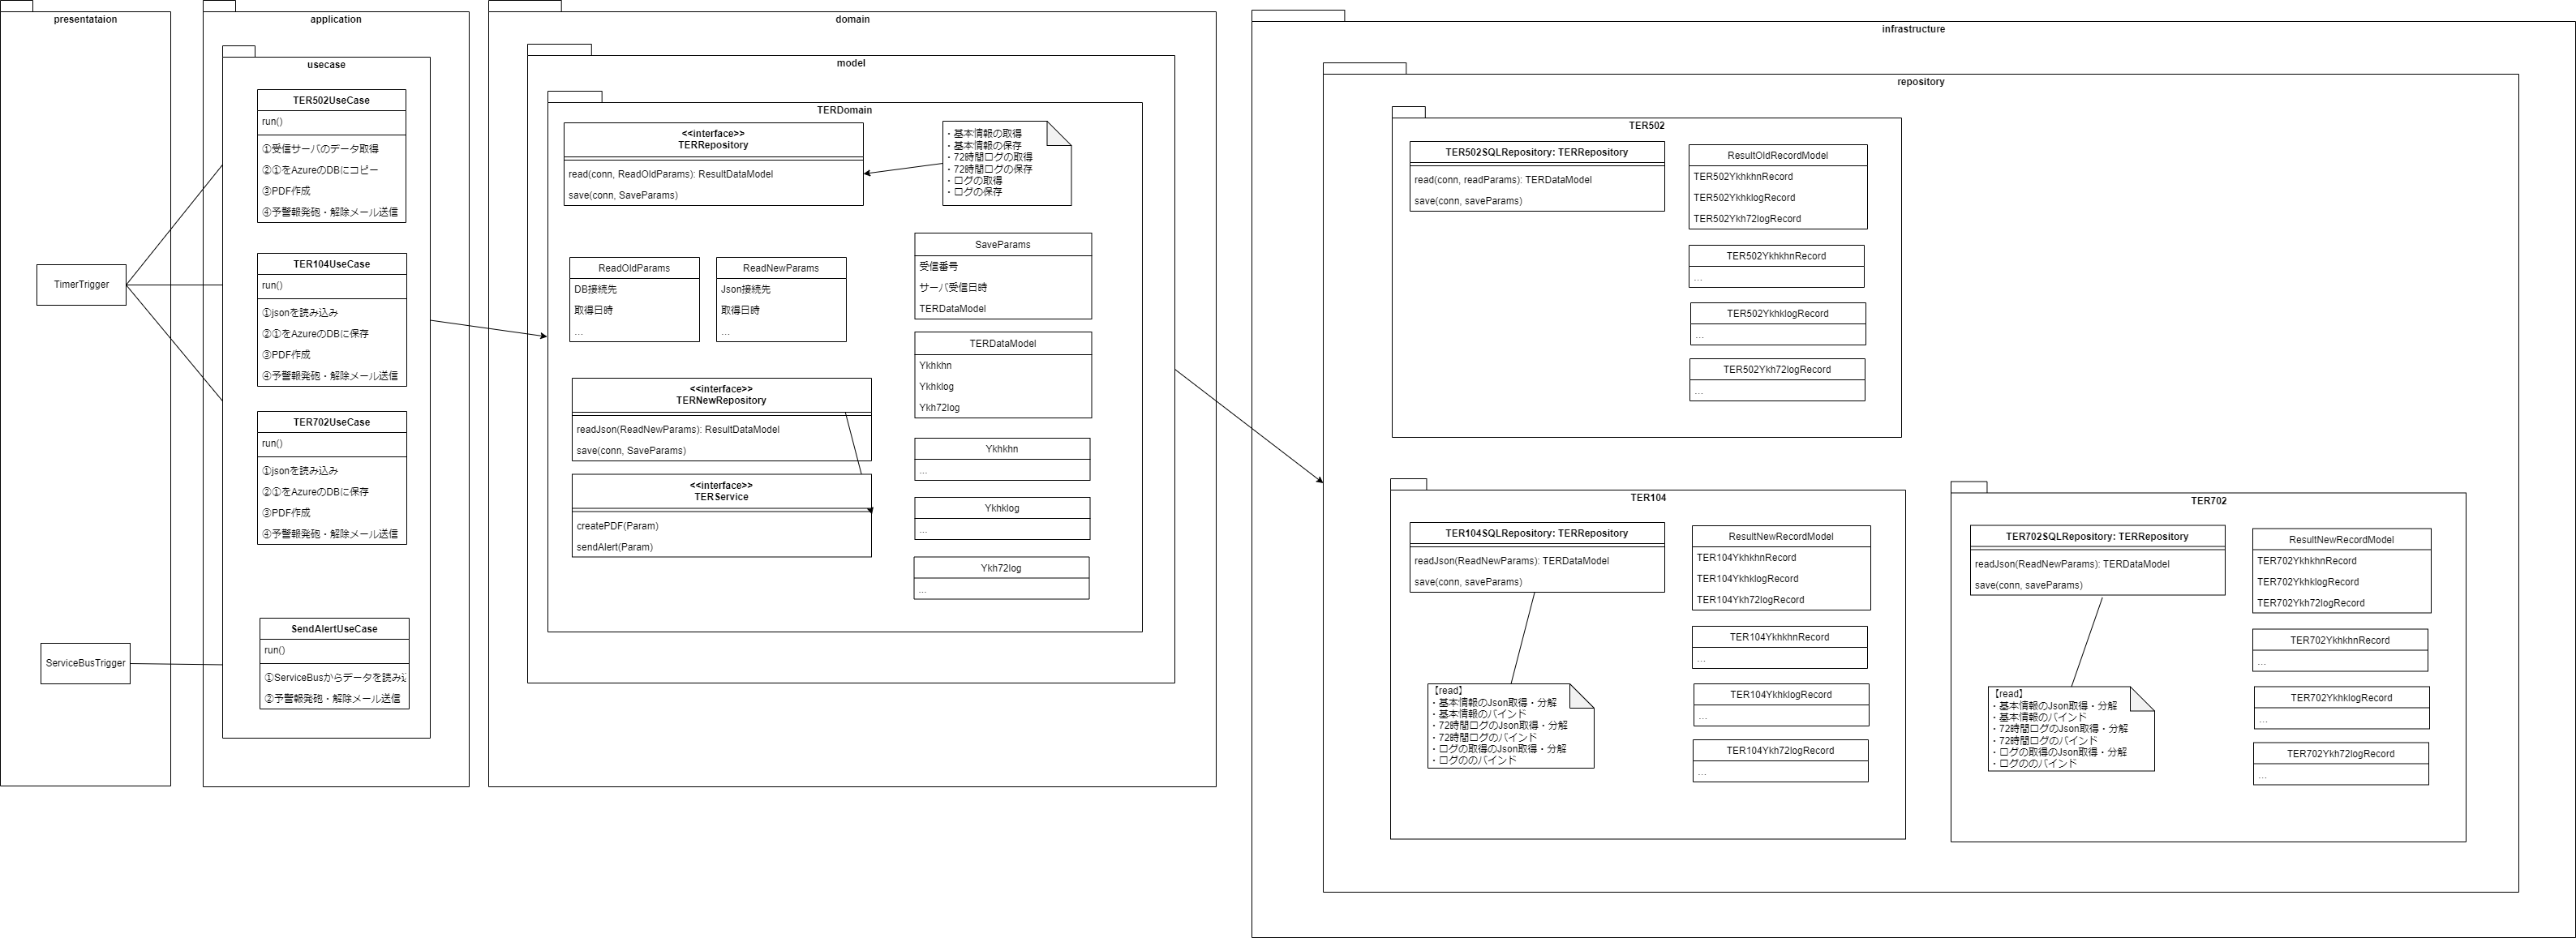 presentataion
TimerTrigger
ServiceBusTrigger
application
usecase
TER502UseCase
run()
①受信サーバのデータ取得
②①をAzureのDBにコピー
③PDF作成
④予警報発砲・解除メール送信
TER104UseCase
run()
①jsonを読み込み
②①をAzureのDBに保存
③PDF作成
④予警報発砲・解除メール送信
TER702UseCase
run()
①jsonを読み込み
②①をAzureのDBに保存
③PDF作成
④予警報発砲・解除メール送信
SendAlertUseCase
run()
①ServiceBusからデータを読み込
②予警報発砲・解除メール送信
domain
model
TERDomain
<<interface>>
TERRepository
read(conn, ReadOldParams): ResultDataModel
save(conn, SaveParams)
・基本情報の取得
・基本情報の保存
・72時間ログの取得
・72時間ログの保存
・ログの取得
・ログの保存
ReadOldParams
DB接続先
取得日時
...
ReadNewParams
Json接続先
取得日時
...
SaveParams
受信番号
サーバ受信日時
TERDataModel
TERDataModel
Ykhkhn
Ykhklog
Ykh72log
<<interface>>
TERNewRepository
readJson(ReadNewParams): ResultDataModel
save(conn, SaveParams)
<<interface>>
TERService
createPDF(Param)
sendAlert(Param)
Ykhkhn
...
Ykhklog
...
Ykh72log
...
infrastructure
repository
TER502
TER502SQLRepository: TERRepository
read(conn, readParams): TERDataModel
save(conn, saveParams)
ResultOldRecordModel
TER502YkhkhnRecord
TER502YkhklogRecord
TER502Ykh72logRecord
TER502YkhkhnRecord
...
TER502YkhklogRecord
...
TER502Ykh72logRecord
...
TER104
TER104SQLRepository: TERRepository
readJson(ReadNewParams): TERDataModel
save(conn, saveParams)
【read】
・基本情報のJson取得・分解
・基本情報のバインド
・72時間ログのJson取得・分解
・72時間ログのバインド
・ログの取得のJson取得・分解
・ログののバインド
ResultNewRecordModel
TER104YkhkhnRecord
TER104YkhklogRecord
TER104Ykh72logRecord
TER104YkhkhnRecord
...
TER104YkhklogRecord
...
TER104Ykh72logRecord
...
TER702
TER702SQLRepository: TERRepository
readJson(ReadNewParams): TERDataModel
save(conn, saveParams)
【read】
・基本情報のJson取得・分解
・基本情報のバインド
・72時間ログのJson取得・分解
・72時間ログのバインド
・ログの取得のJson取得・分解
・ログののバインド
ResultNewRecordModel
TER702YkhkhnRecord
TER702YkhklogRecord
TER702Ykh72logRecord
TER702YkhkhnRecord
...
TER702YkhklogRecord
...
TER702Ykh72logRecord
...